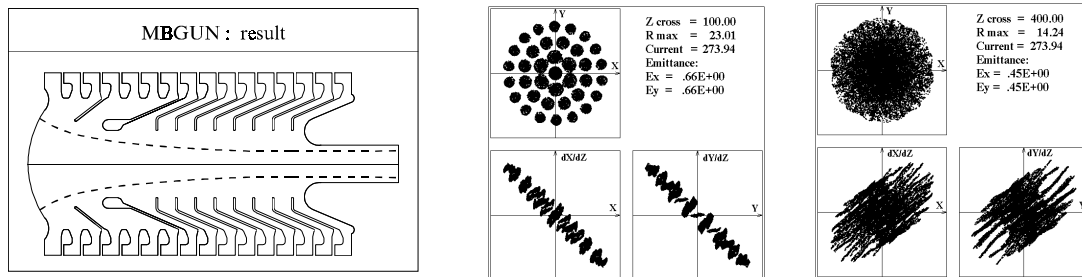 MBGUN : result
Y
X
Z cross = 100.00
R max = 23.01
Current = 273.94
Emittance:
Ex = .66E+00
Ey = .66E+00
dX/dZ
X
dY/dZ
Y
Y
X
Z cross = 400.00
R max = 14.24
Current = 273.94
Emittance:
Ex = .45E+00
Ey = .45E+00
dX/dZ
X
dY/dZ
Y